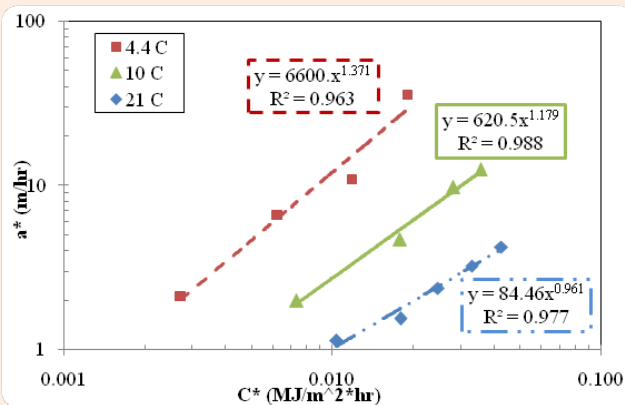 100
4.4 C
10 C
21 C
y = 6600.x^1.371
R² = 0.963
y = 620.5x^1.179
R² = 0.988
a* (m/hr)
10
y = 84.46x^0.961
R² = 0.977
1
0.001
0.010
0.100
C* (MJ/m^2*hr)